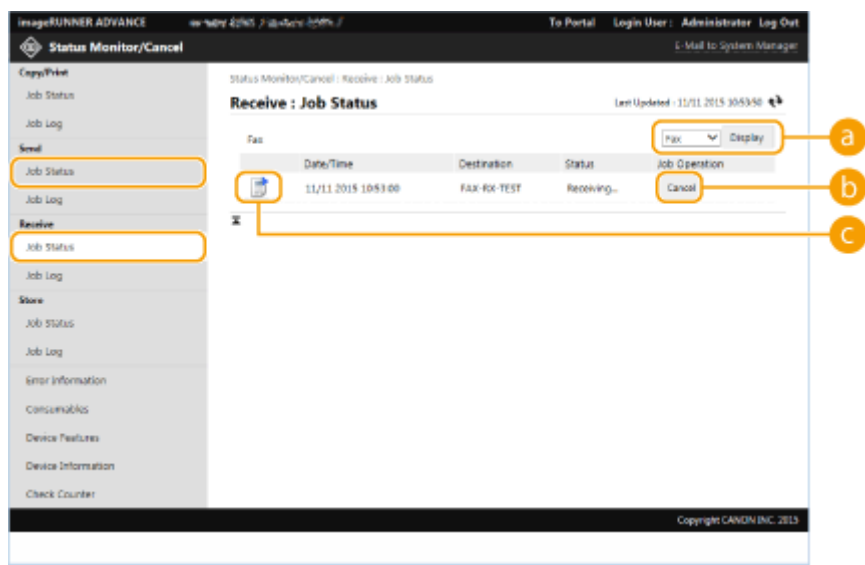 imageRUNNER ADVANCE
To Portal Login User : Administrator Log Out
Status Monitor/Cancel
E-Mail to System Manager
Copy/Print
Job Status
Job Log
Send
Job Status
Job Log
Receive
Job Status
Job Log
Store
Job Status
Job Log
Error Information
Consumables
Device Features
Device Information
Check Counter
Status Monitor/Cancel : Receive : Job Status
Receive : Job Status
Last Updated : 11/11 2015 10:53:50
Fax
Fax Display
a
Date/Time Destination Status Job Operation
11/11 2015 10:53:00 FAX-RX-TEST Receiving... Cancel
b
c
Copyright CANON INC. 2015